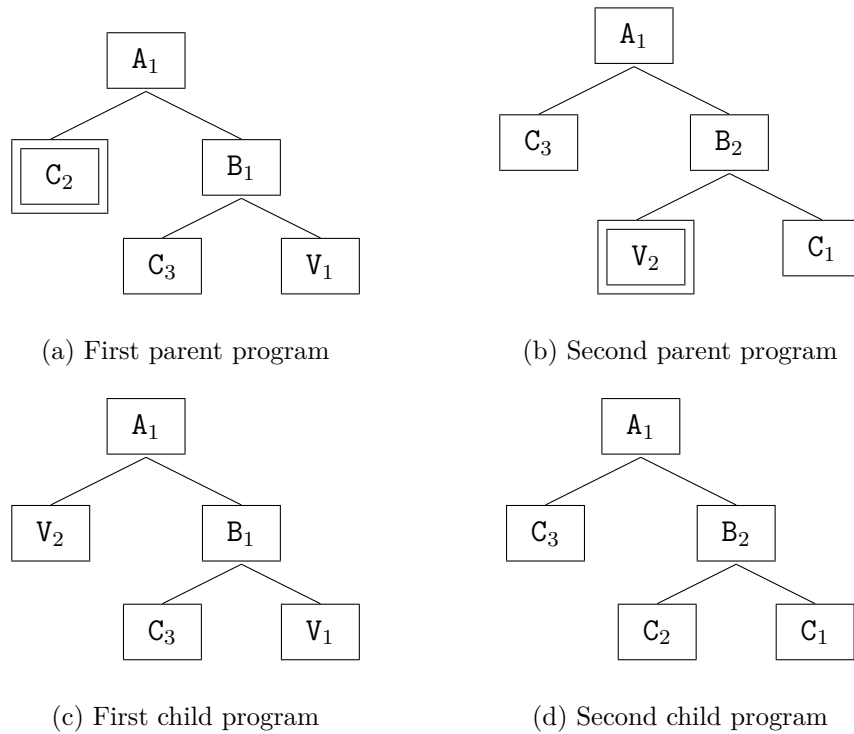 A₁
C₂ B₁
C₃ V₁
(a) First parent program
A₁
C₃ B₂
V₂ C₁
(b) Second parent program
A₁
V₂ B₁
C₃ V₁
(c) First child program
A₁
C₃ B₂
C₂ C₁
(d) Second child program